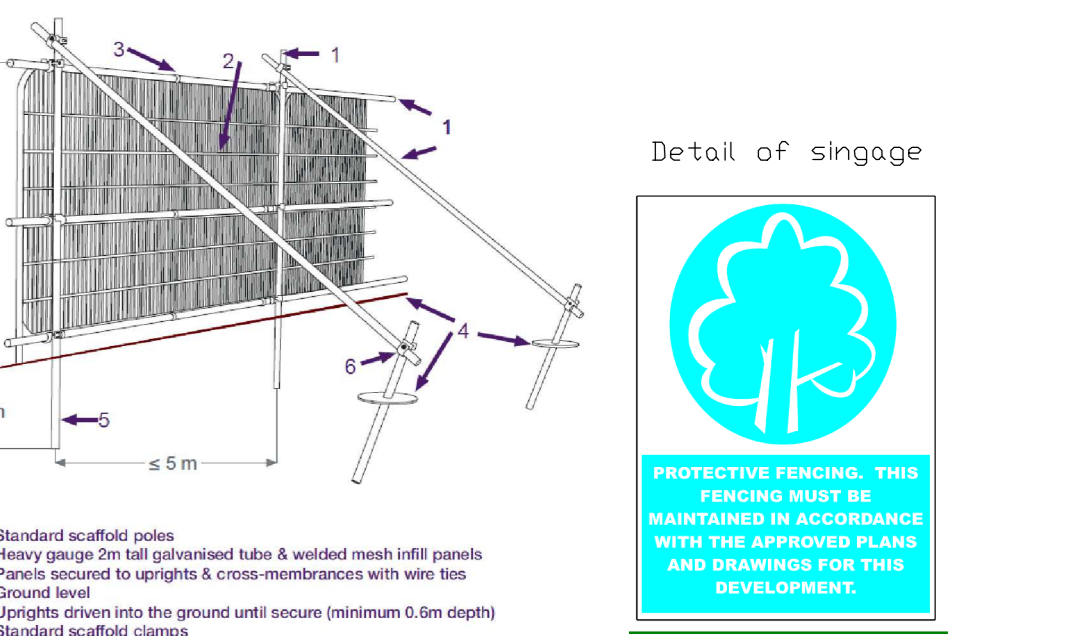 3
2
1
1
4
6
5
≤ 5 m
Standard scaffold poles
Heavy gauge 2m tall galvanised tube & welded mesh infill panels
Panels secured to uprights & cross-membrances with wire ties
Ground level
Uprights driven into the ground until secure (minimum 0.6m depth)
Standard scaffold clamps
Detail of singage
PROTECTIVE FENCING. THIS
FENCING MUST BE
MAINTAINED IN ACCORDANCE
WITH THE APPROVED PLANS
AND DRAWINGS FOR THIS
DEVELOPMENT.